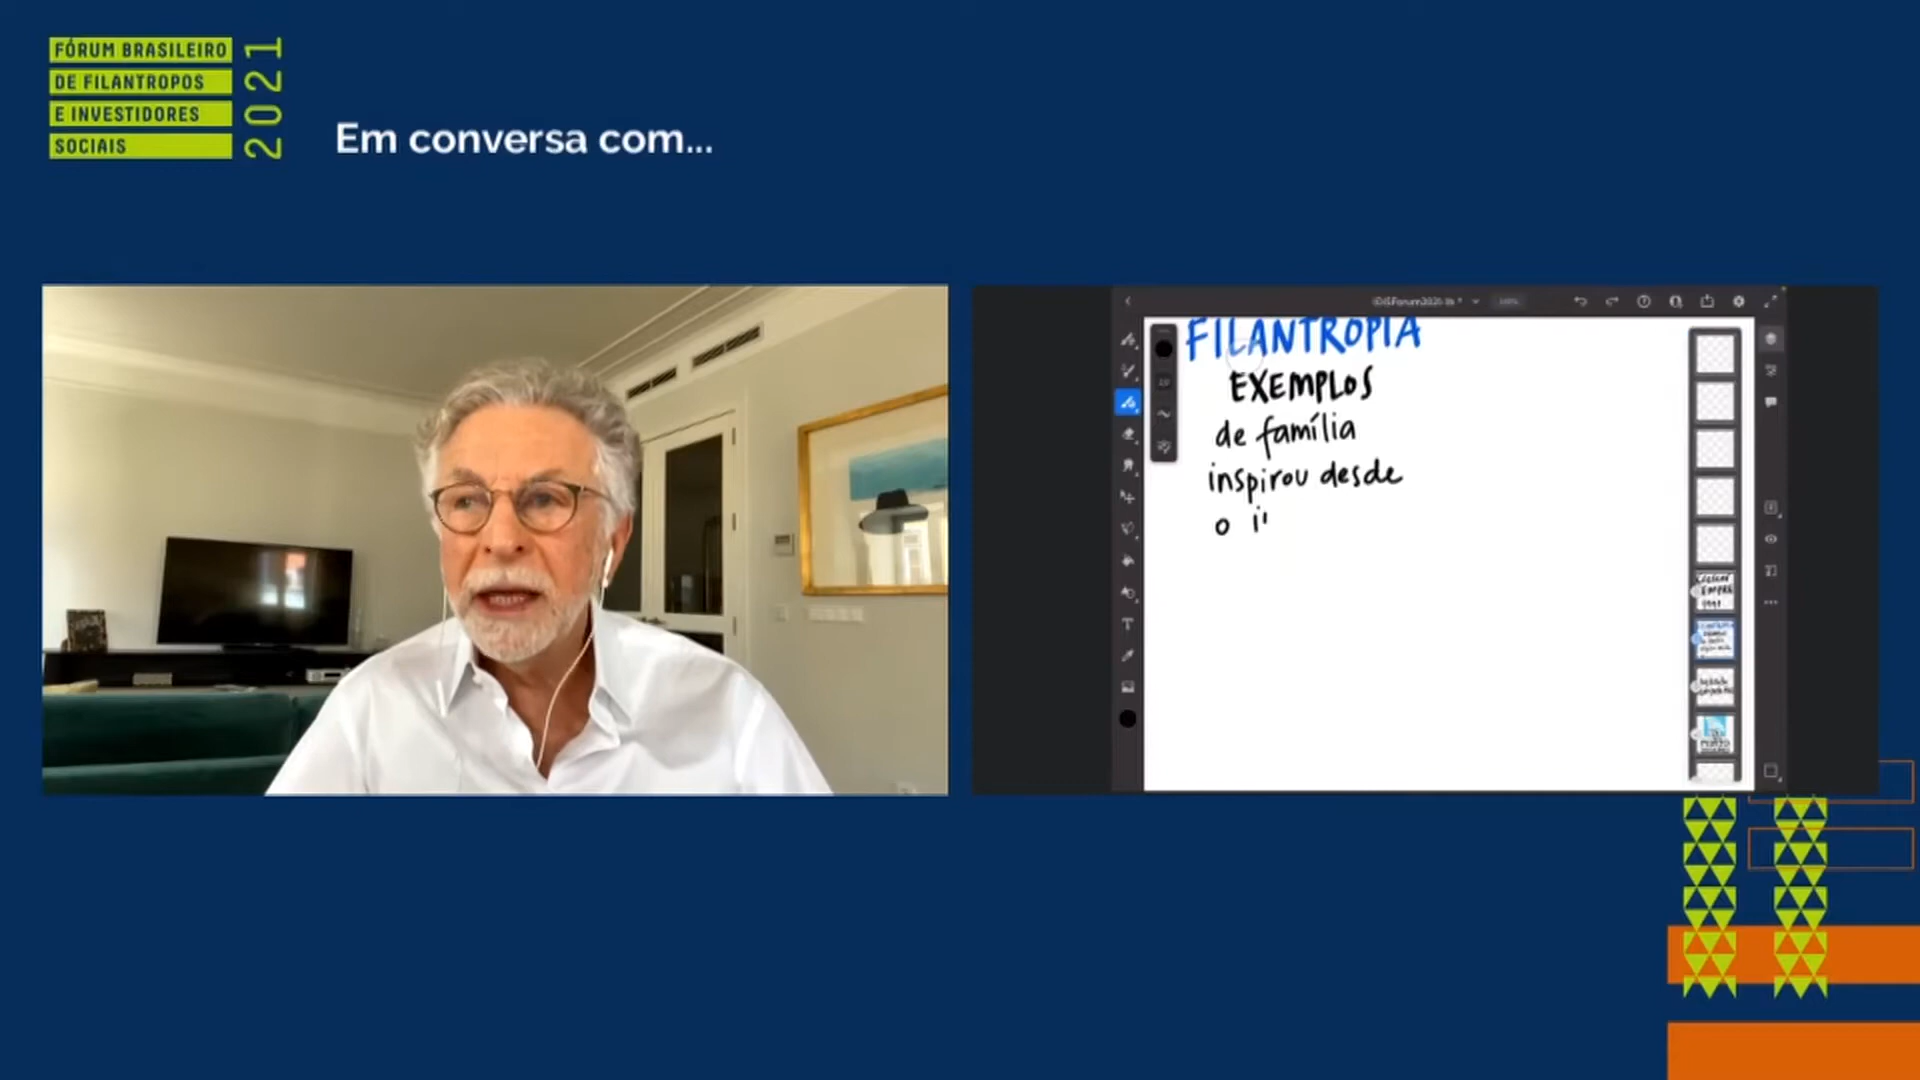 FÓRUM BRASILEIRO
DE FILANTROPOS
E INVESTIDORES
SOCIAIS
2021
Em conversa com...
FILANTROPIA
EXEMPLOS
de família
inspirou desde
o i